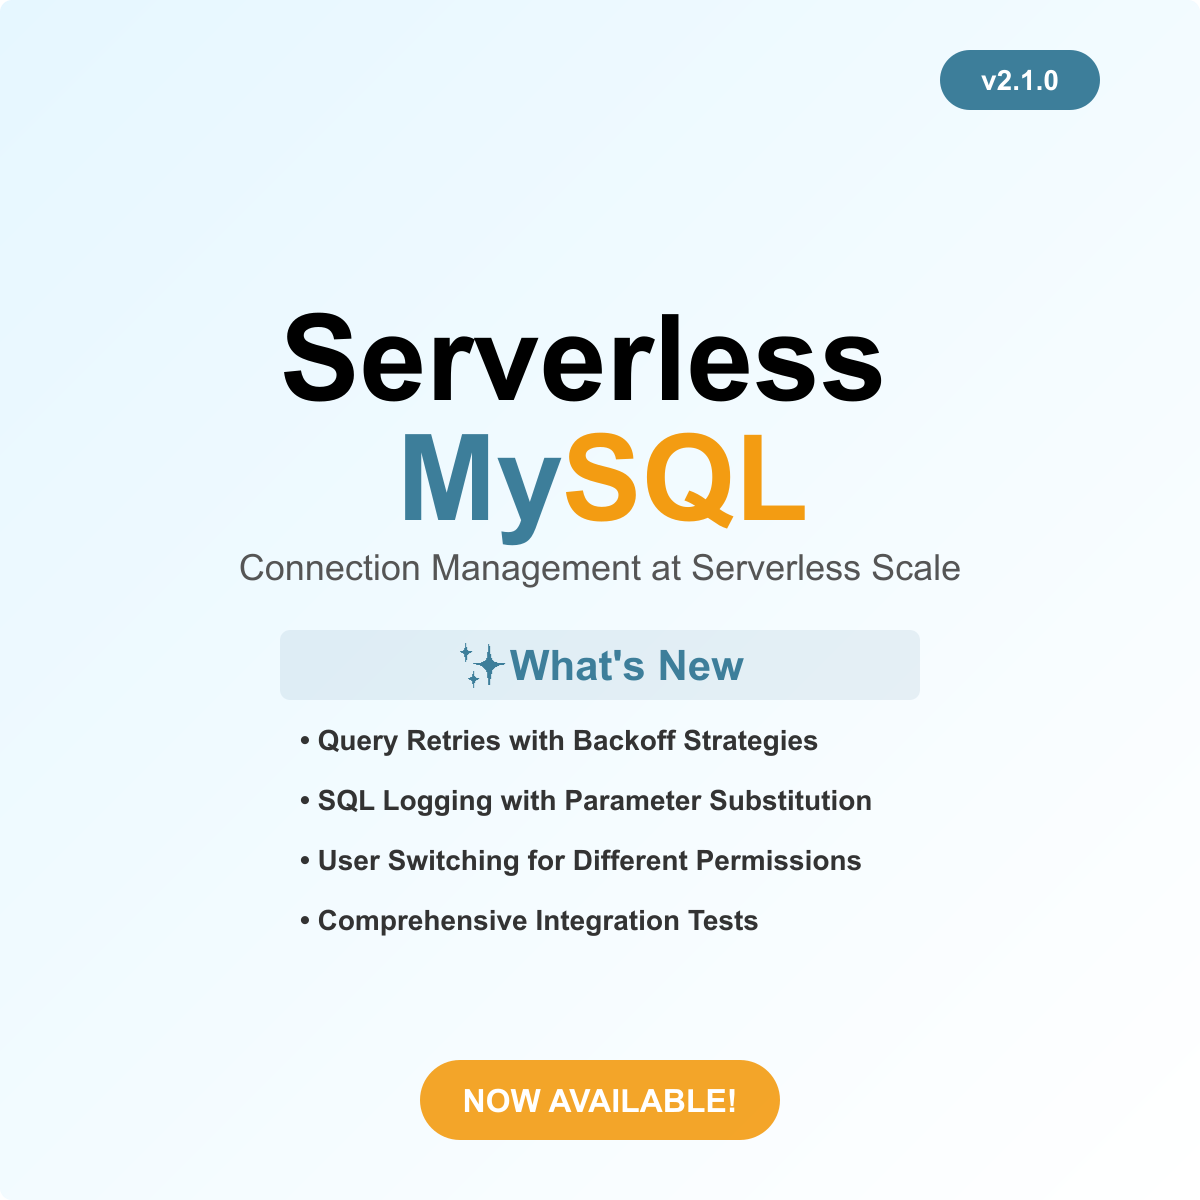 v2.1.0
Serverless
MySQL
Connection Management at Serverless Scale
✨What's New
• Query Retries with Backoff Strategies
• SQL Logging with Parameter Substitution
• User Switching for Different Permissions
• Comprehensive Integration Tests
NOW AVAILABLE!